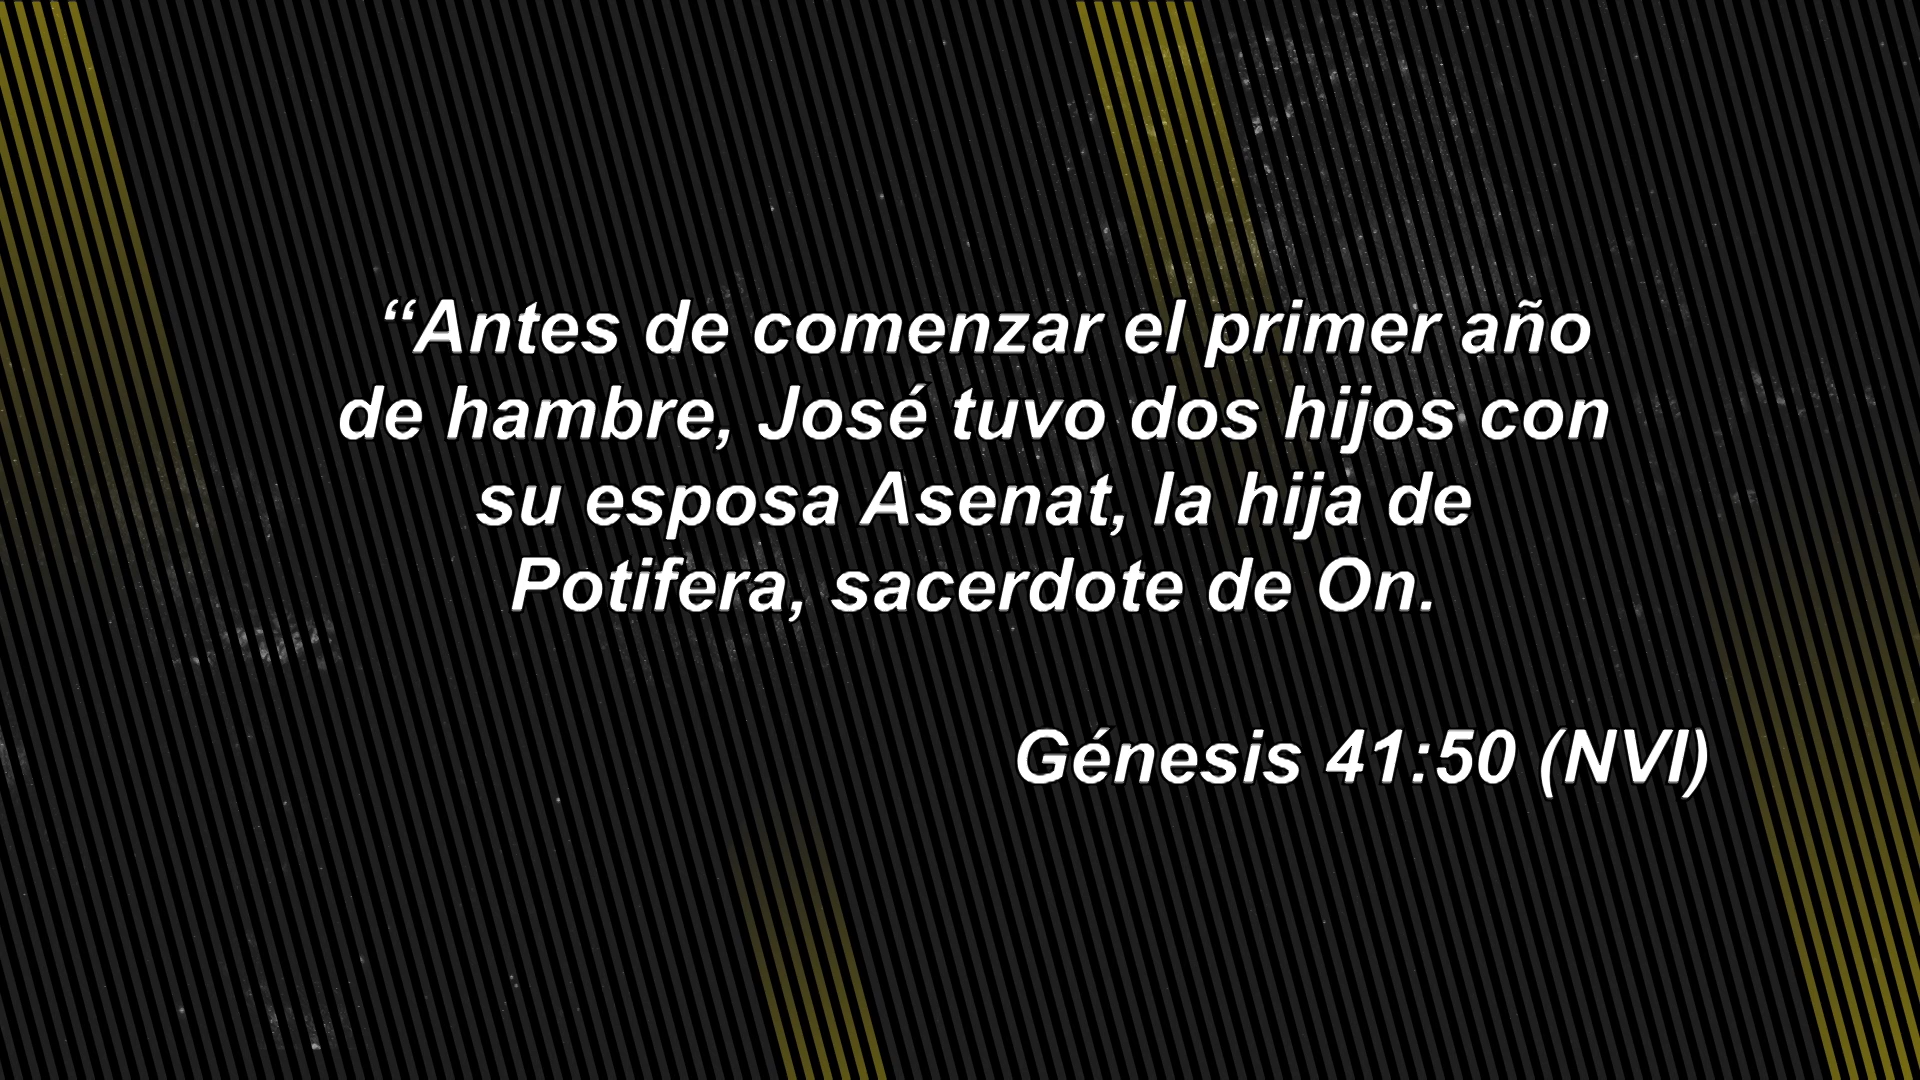 “Antes de comenzar el primer año
de hambre, José tuvo dos hijos con
su esposa Asenat, la hija de
Potifera, sacerdote de On.
Génesis 41:50 (NVI)